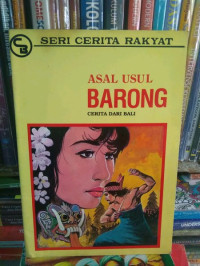 SERI CERITA RAKYAT
ASAL USUL
BARONG
CERITA DARI BALI